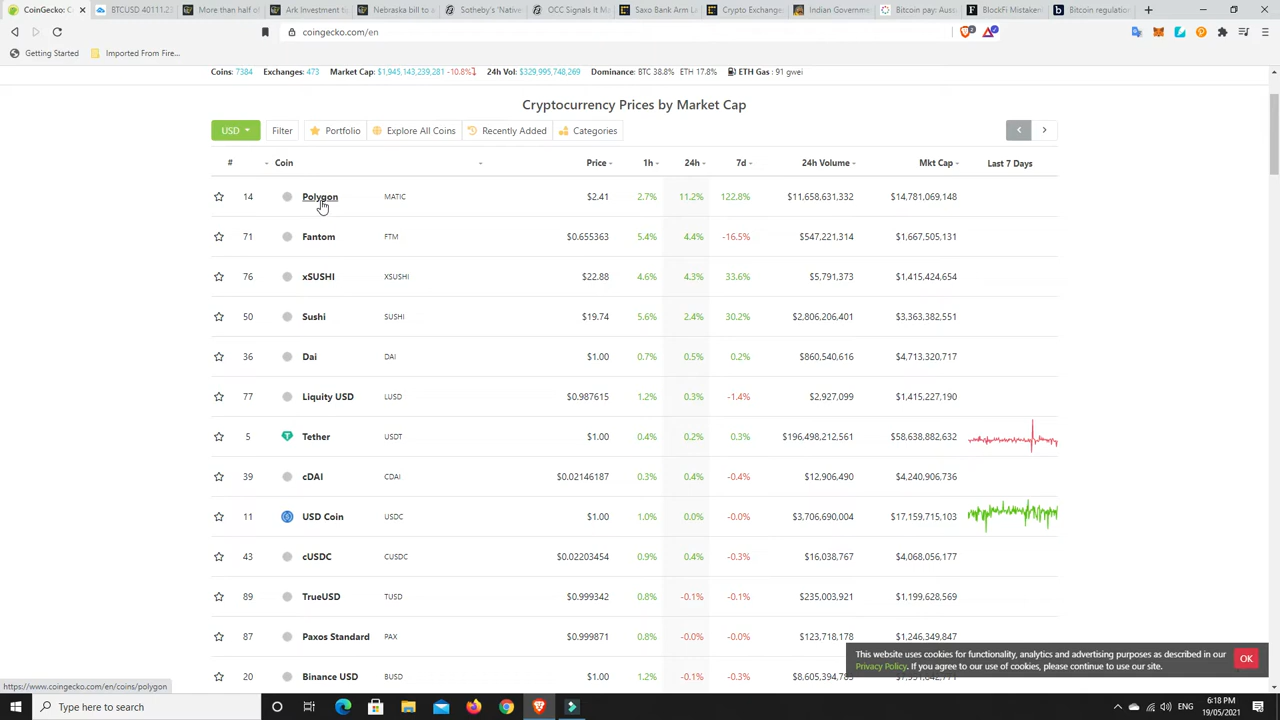 CoinGecko: C
BTCUSD 40111.23
More than half of
Ark Investment t
Nebraska bill to a
Sotheby's 'Native
OCC Signals It M
Saxo Bank Arm L
Crypto Exchange
Indian Governme
Bitcoin pay: Aust
BlockFi Mistaken
Bitcoin regulatio
coingecko.com/en
Getting Started
Imported From Fire...
Coins: 7384 Exchanges: 473 Market Cap: $1,945,143,239,281 -10.8% 24h Vol: $329,995,748,269 Dominance: BTC 38.8% ETH 17.8% ETH Gas : 91 gwei
Cryptocurrency Prices by Market Cap
USD Filter Portfolio Explore All Coins Recently Added Categories
# Coin Price 1h 24h 7d 24h Volume Mkt Cap Last 7 Days
14 Polygon MATIC $2.41 2.7% 11.2% 122.8% $11,658,631,332 $14,781,069,148
71 Fantom FTM $0.655363 5.4% 4.4% -16.5% $547,221,314 $1,667,505,131
76 xSUSHI XSUSHI $22.88 4.6% 4.3% 33.6% $5,791,373 $1,415,424,654
50 Sushi SUSHI $19.74 5.6% 2.4% 30.2% $2,806,206,401 $3,363,382,551
36 Dai DAI $1.00 0.7% 0.5% 0.2% $860,540,616 $4,713,320,717
77 Liquity USD LUSD $0.987615 1.2% 0.3% -1.4% $2,927,099 $1,415,227,190
5 Tether USDT $1.00 0.4% 0.2% 0.3% $196,498,212,561 $58,638,882,632
39 cDAI CDAI $0.02146187 0.3% 0.4% -0.4% $12,906,490 $4,240,906,736
11 USD Coin USDC $1.00 1.0% 0.0% -0.0% $3,706,690,004 $17,159,715,103
43 cUSDC CUSDC $0.02203454 0.9% 0.4% -0.3% $16,038,767 $4,068,056,177
89 TrueUSD TUSD $0.999342 0.8% -0.1% -0.1% $235,003,921 $1,199,628,569
87 Paxos Standard PAX $0.999871 0.8% -0.0% -0.0% $123,718,178 $1,246,349,847
20 Binance USD BUSD $1.00 1.2% -0.1% -0.3%
This website uses cookies for functionality, analytics and advertising purposes as described in our
Privacy Policy. If you agree to our use of cookies, please continue to use our site.
OK
https://www.coingecko.com/en/coins/polygon
Type here to search
ENG
6:18 PM
19/05/2021